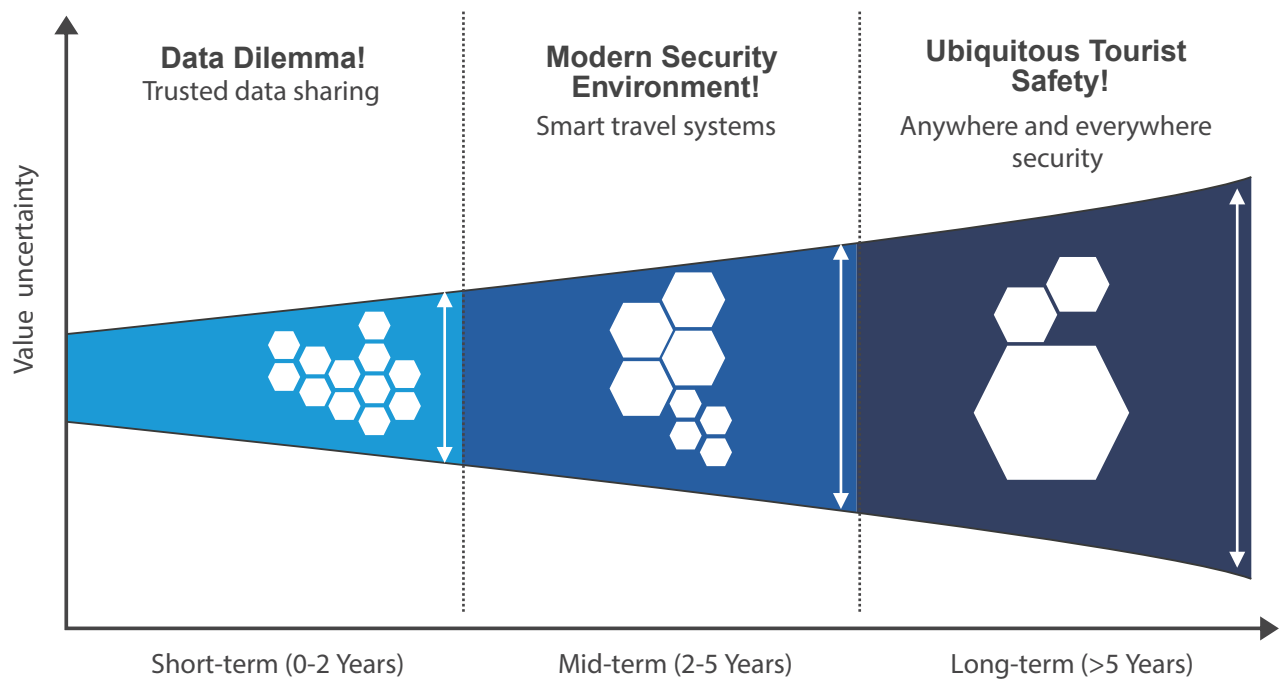 Data Dilemma!
Trusted data sharing
Modern Security
Environment!
Smart travel systems
Ubiquitous Tourist
Safety!
Anywhere and everywhere
security
Value uncertainty
Short-term (0-2 Years)
Mid-term (2-5 Years)
Long-term (>5 Years)